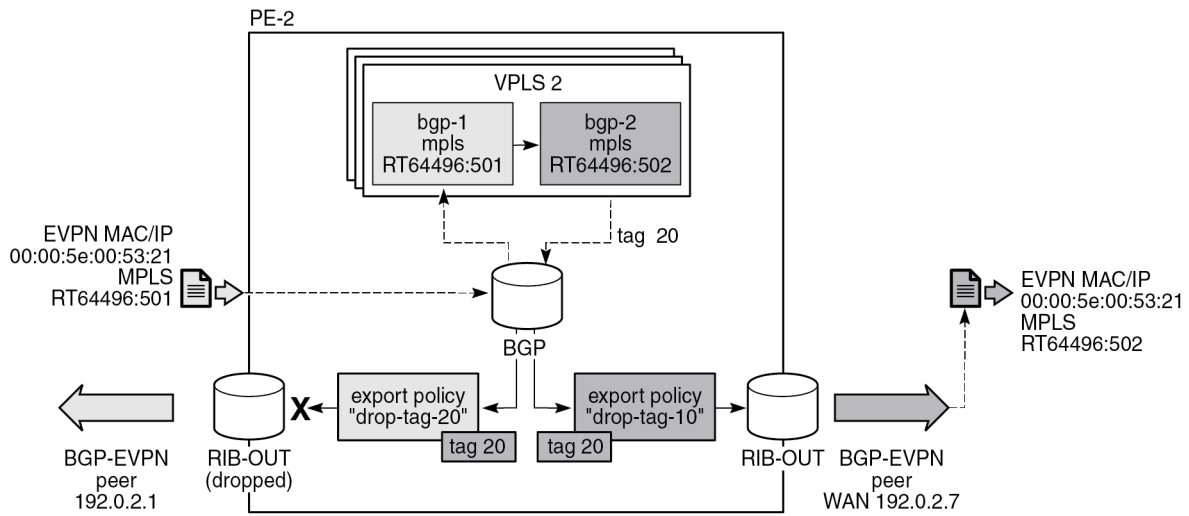 PE-2
VPLS 2
bgp-1
mpls
RT64496:501
bgp-2
mpls
RT64496:502
tag 20
EVPN MAC/IP
00:00:5e:00:53:21
MPLS
RT64496:501
EVPN MAC/IP
00:00:5e:00:53:21
MPLS
RT64496:502
BGP
export policy
"drop-tag-20"
tag 20
export policy
"drop-tag-10"
tag 20
X
BGP-EVPN
peer
192.0.2.1
RIB-OUT
(dropped)
RIB-OUT
BGP-EVPN
peer
WAN 192.0.2.7